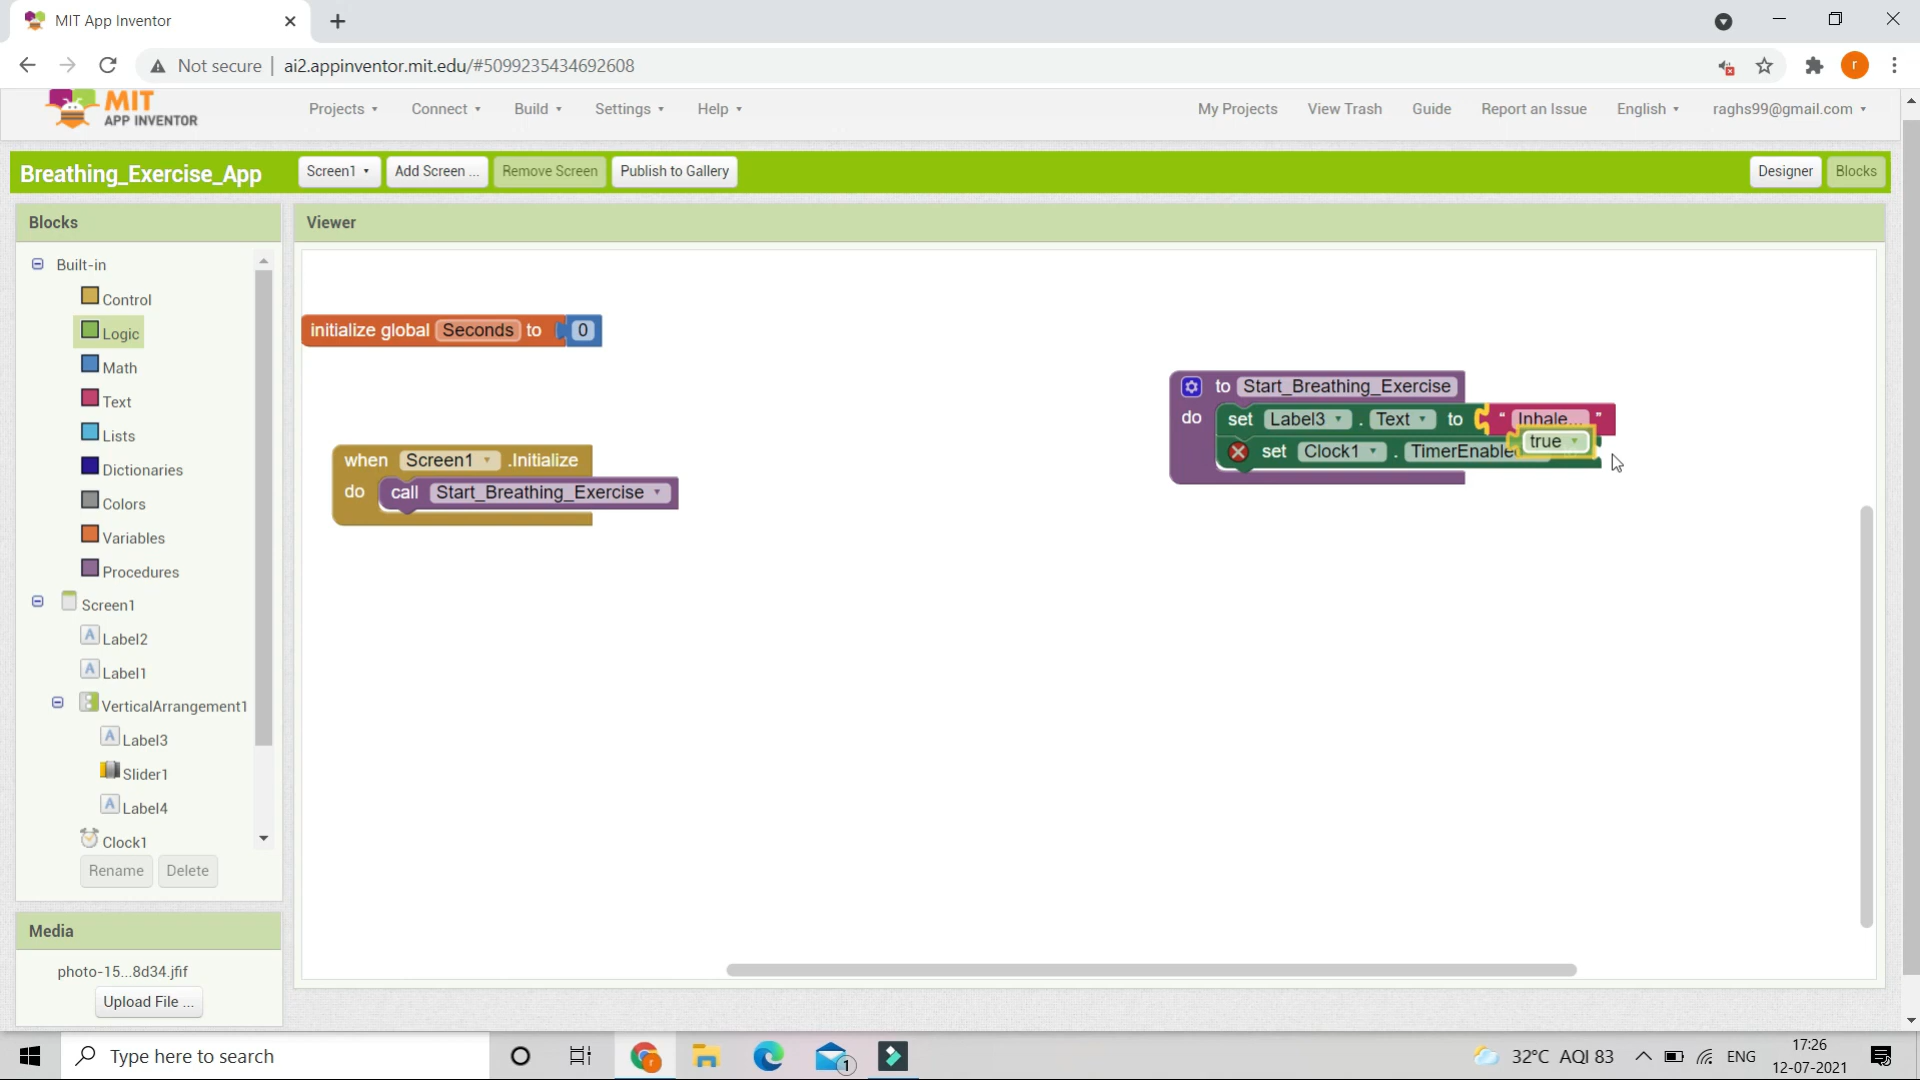 MIT App Inventor
Not secure
ai2.appinventor.mit.edu/#5099235434692608
r
MIT
APP INVENTOR
Projects
Connect
Build
Settings
Help
My Projects
View Trash
Guide
Report an Issue
English
raghs99@gmail.com
Breathing_Exercise_App
Screen1
Add Screen ...
Remove Screen
Publish to Gallery
Designer
Blocks
Blocks
Viewer
Built-in
Control
Logic
Math
Text
Lists
Dictionaries
Colors
Variables
Procedures
Screen1
Label2
Label1
VerticalArrangement1
Label3
Slider1
Label4
Clock1
Rename
Delete
Media
photo-15...8d34.jfif
Upload File ...
initialize global Seconds to 0
when Screen1 .Initialize
do call Start_Breathing_Exercise
to Start_Breathing_Exercise
do set Label3 . Text to " Inhale... "
set Clock1 . TimerEnable
true
Type here to search
1
32°C AQI 83
ENG
17:26
12-07-2021